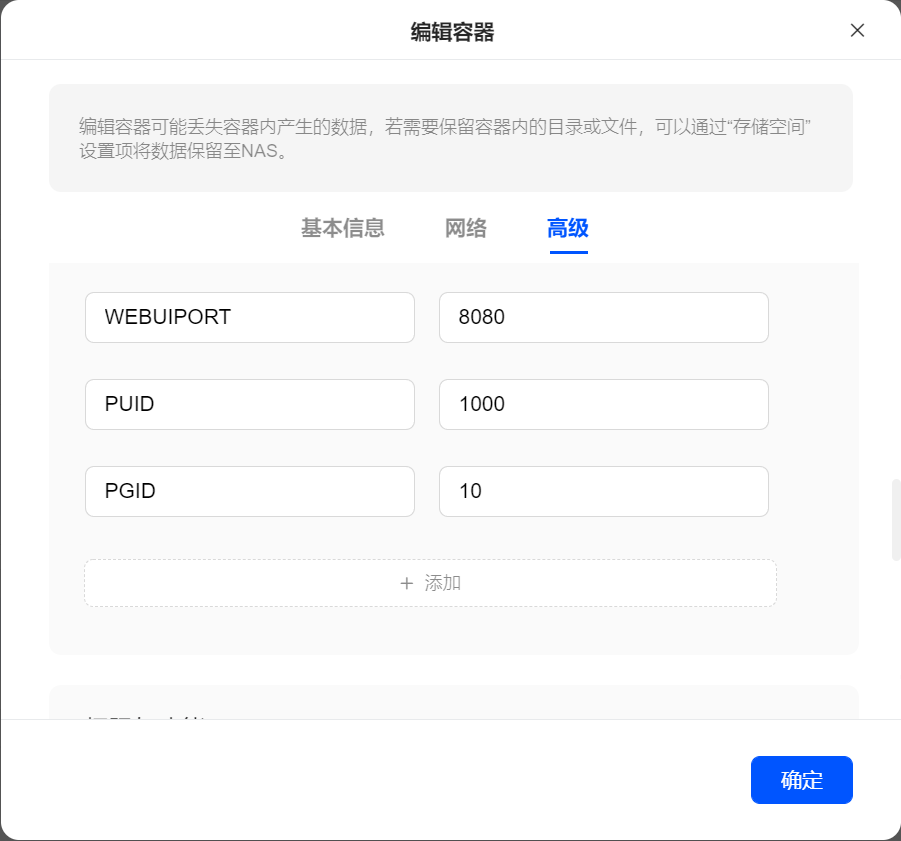 编辑容器
编辑容器可能丢失容器内产生的数据，若需要保留容器内的目录或文件，可以通过“存储空间”
设置项将数据保留至NAS。
基本信息 网络 高级
WEBUIPORT 8080
PUID 1000
PGID 10
+ 添加
确定